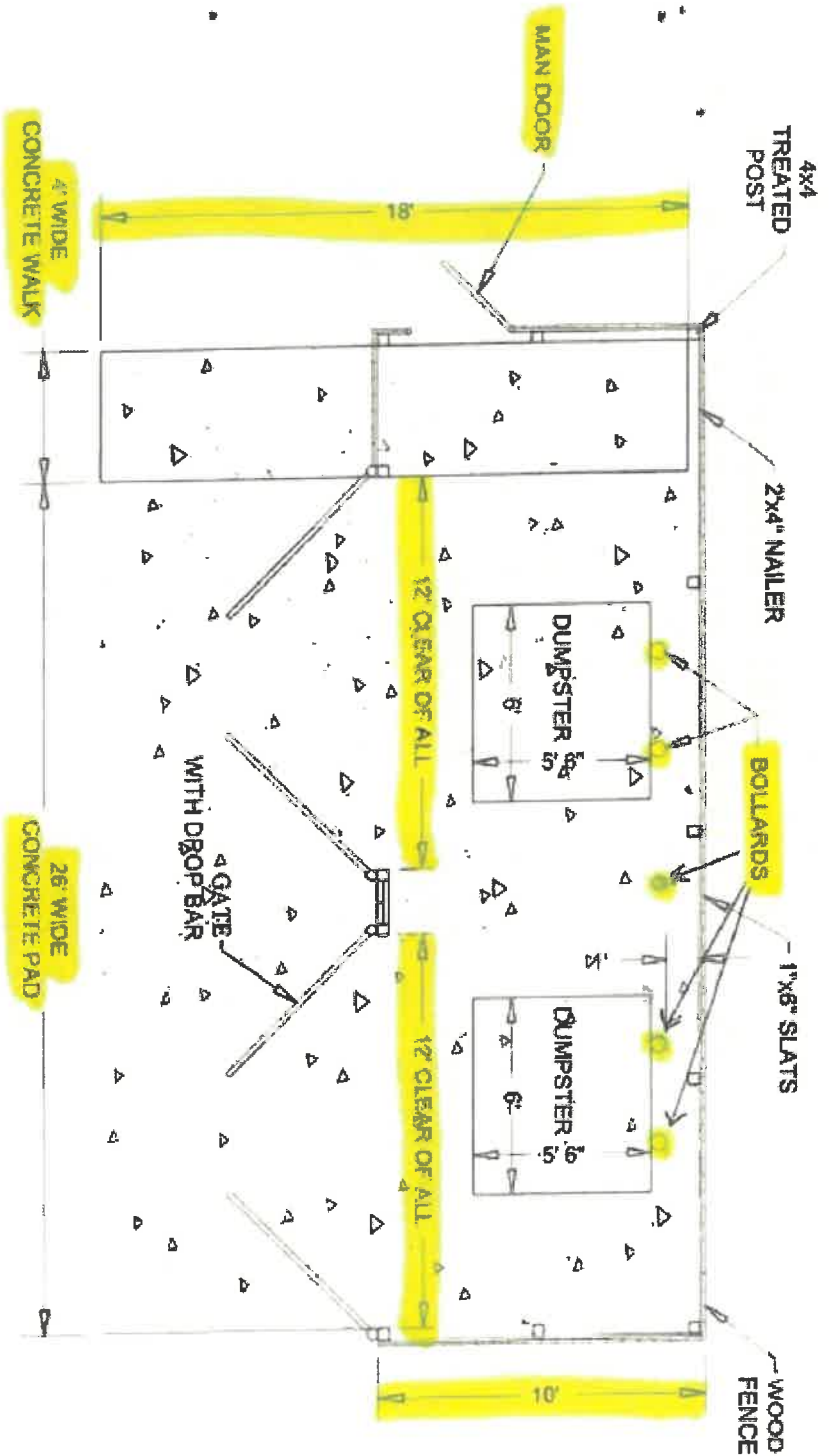 4x4
TREATED
POST
2"x4" NAILER
1"x6" SLATS
WOOD
FENCE
BOLLARDS
MAN DOOR
18'
10'
DUMPSTER
5' 6"
6'
DUMPSTER
5' 6"
6'
12' CLEAR OF ALL
12' CLEAR OF ALL
GATE
WITH DROP BAR
4' WIDE
CONCRETE WALK
26' WIDE
CONCRETE PAD